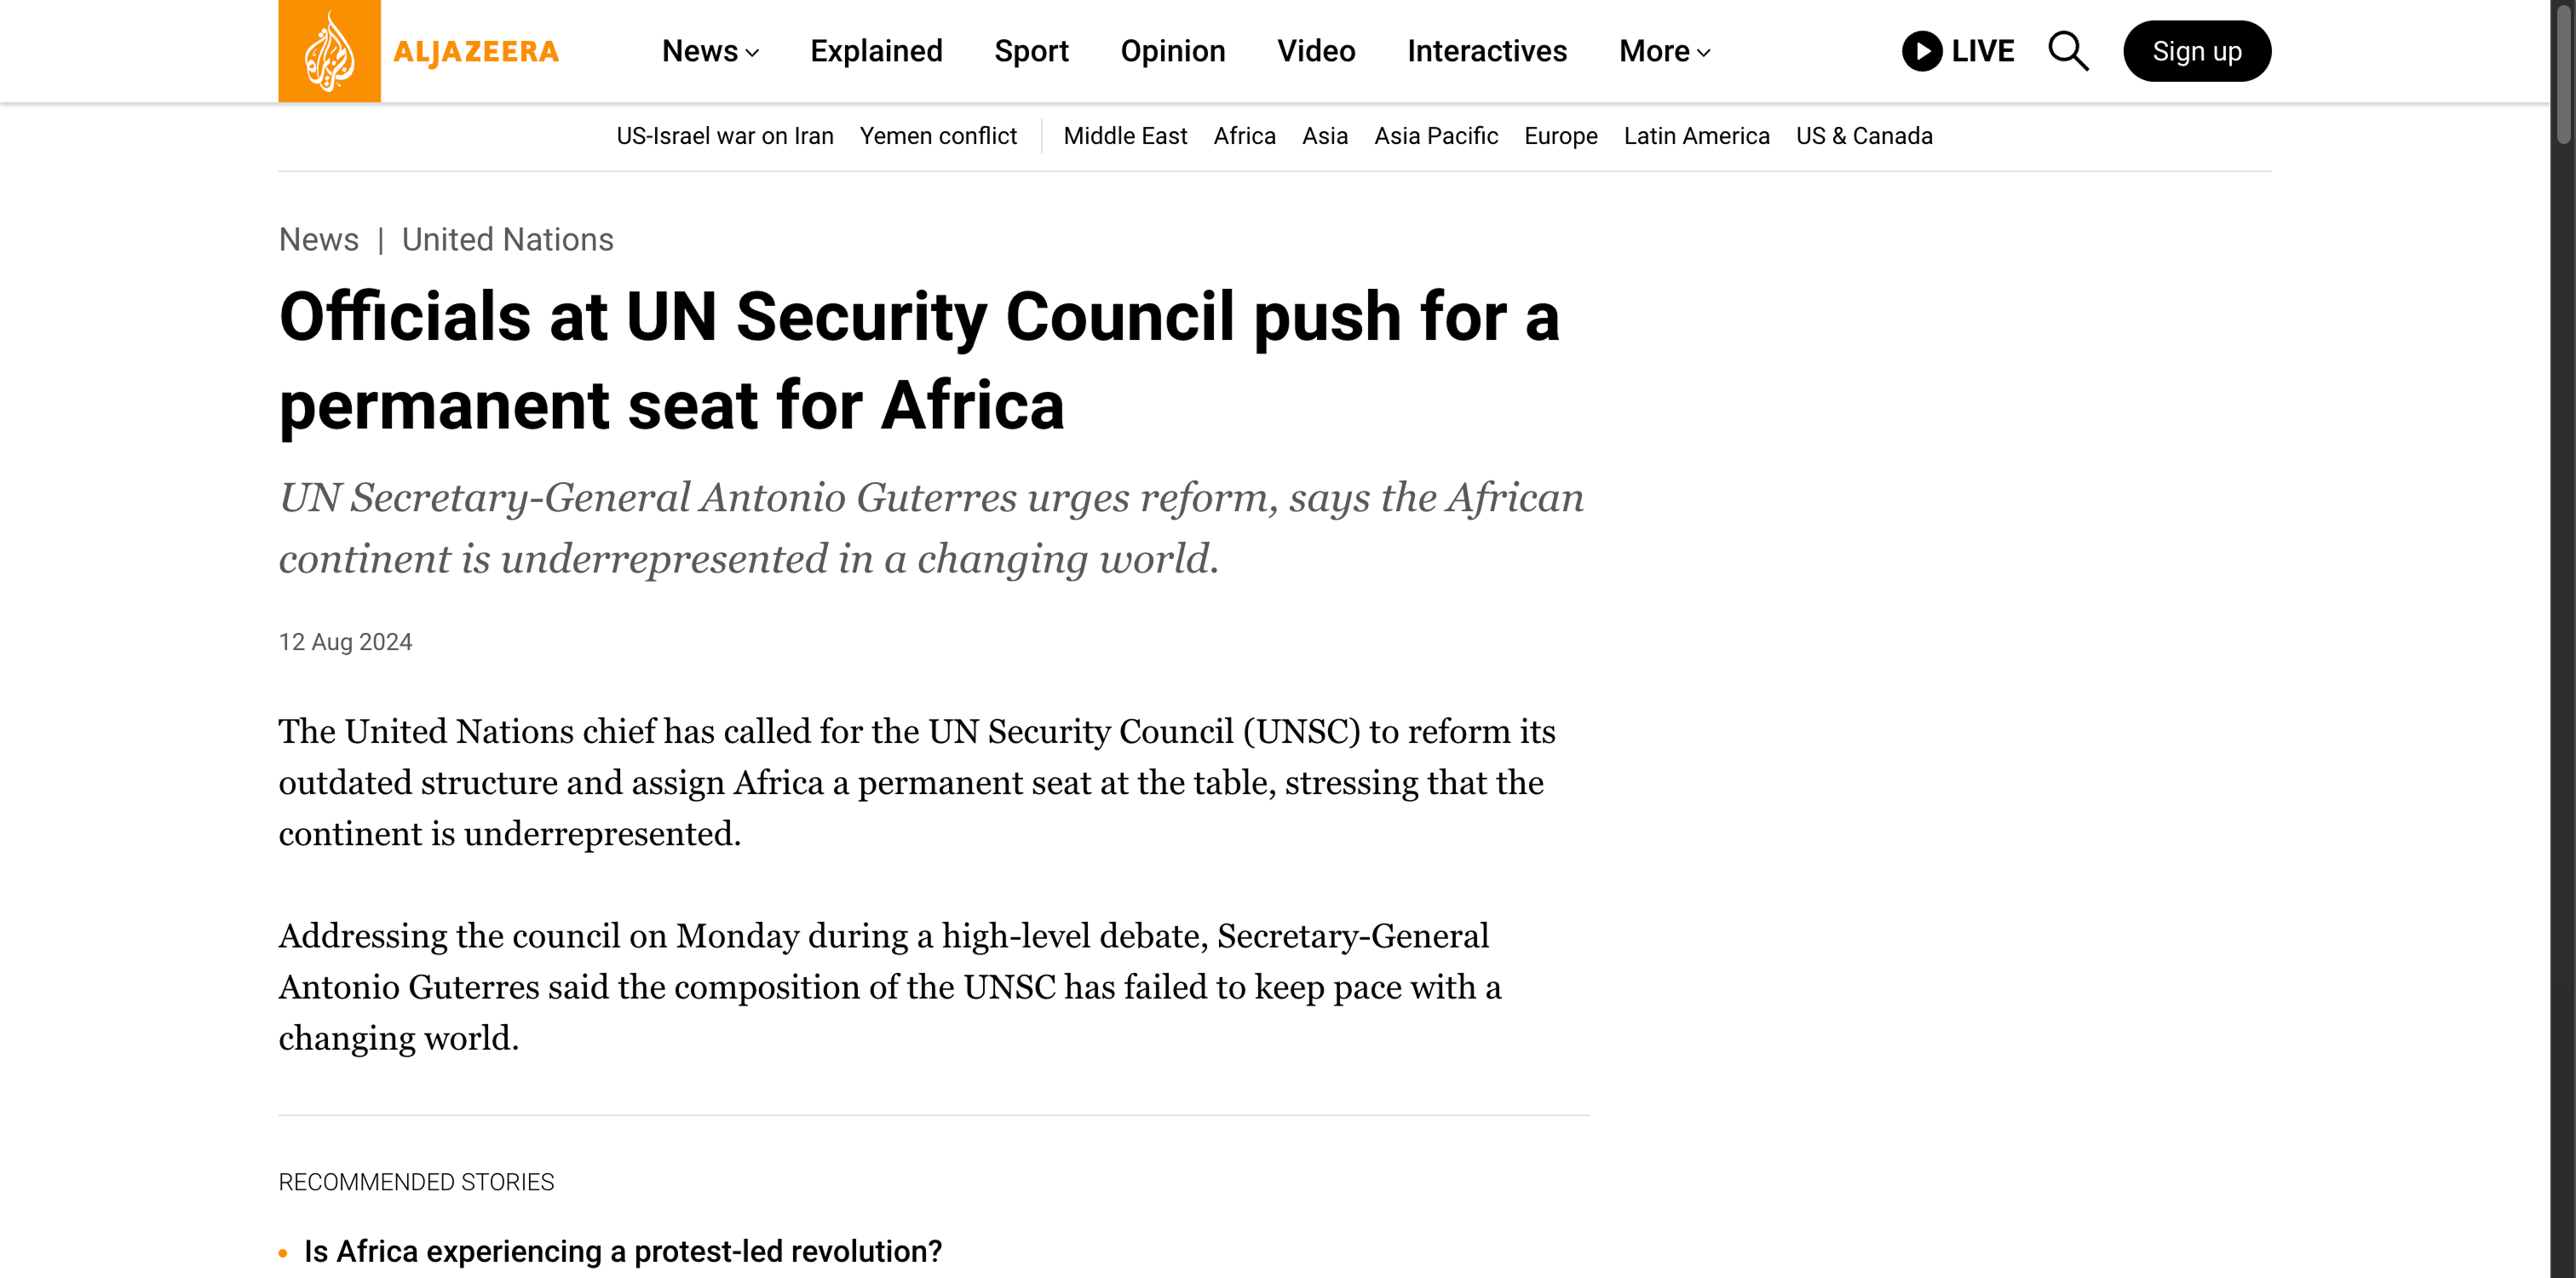 ALJAZEERA
News Explained Sport Opinion Video Interactives More
LIVE
Sign up
US-Israel war on Iran Yemen conflict Middle East Africa Asia Asia Pacific Europe Latin America US & Canada
News | United Nations
Officials at UN Security Council push for a
permanent seat for Africa
UN Secretary-General Antonio Guterres urges reform, says the African
continent is underrepresented in a changing world.
12 Aug 2024
The United Nations chief has called for the UN Security Council (UNSC) to reform its
outdated structure and assign Africa a permanent seat at the table, stressing that the
continent is underrepresented.
Addressing the council on Monday during a high-level debate, Secretary-General
Antonio Guterres said the composition of the UNSC has failed to keep pace with a
changing world.
RECOMMENDED STORIES
• Is Africa experiencing a protest-led revolution?